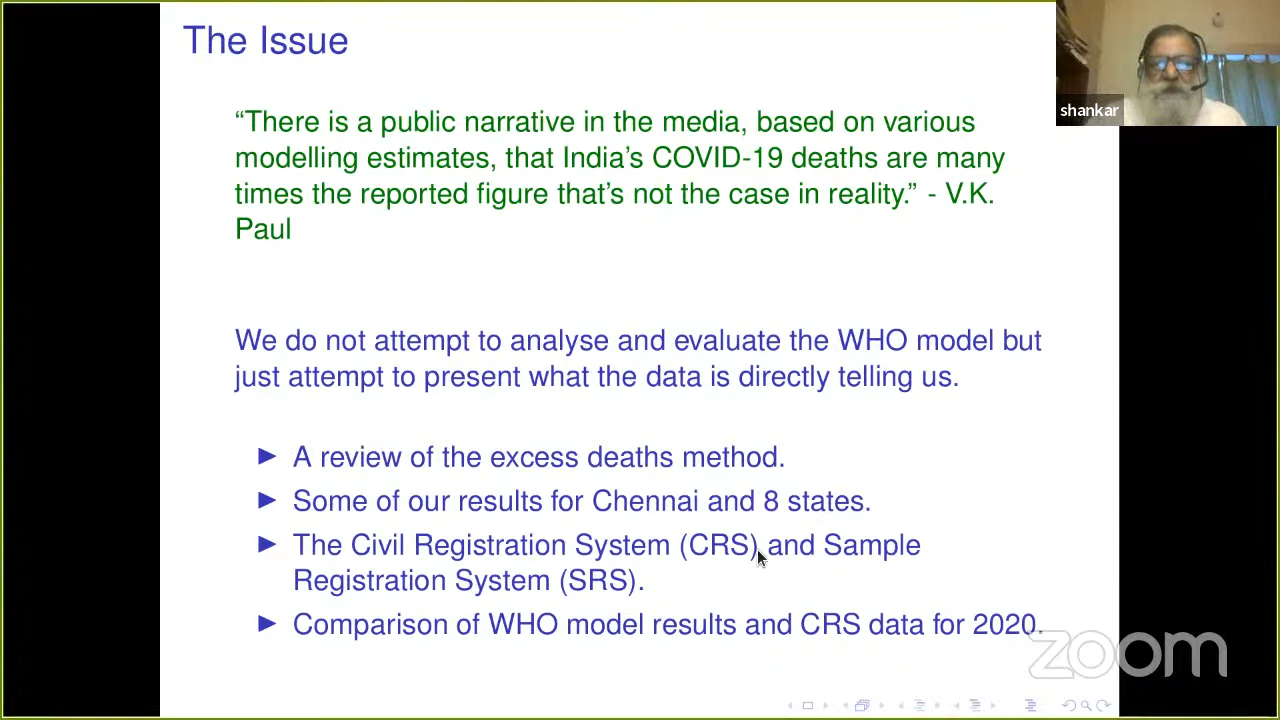 The Issue
“There is a public narrative in the media, based on various
modelling estimates, that India’s COVID-19 deaths are many
times the reported figure that’s not the case in reality.” - V.K.
Paul
We do not attempt to analyse and evaluate the WHO model but
just attempt to present what the data is directly telling us.
A review of the excess deaths method.
Some of our results for Chennai and 8 states.
The Civil Registration System (CRS) and Sample
Registration System (SRS).
Comparison of WHO model results and CRS data for 2020.
shankar
zoom